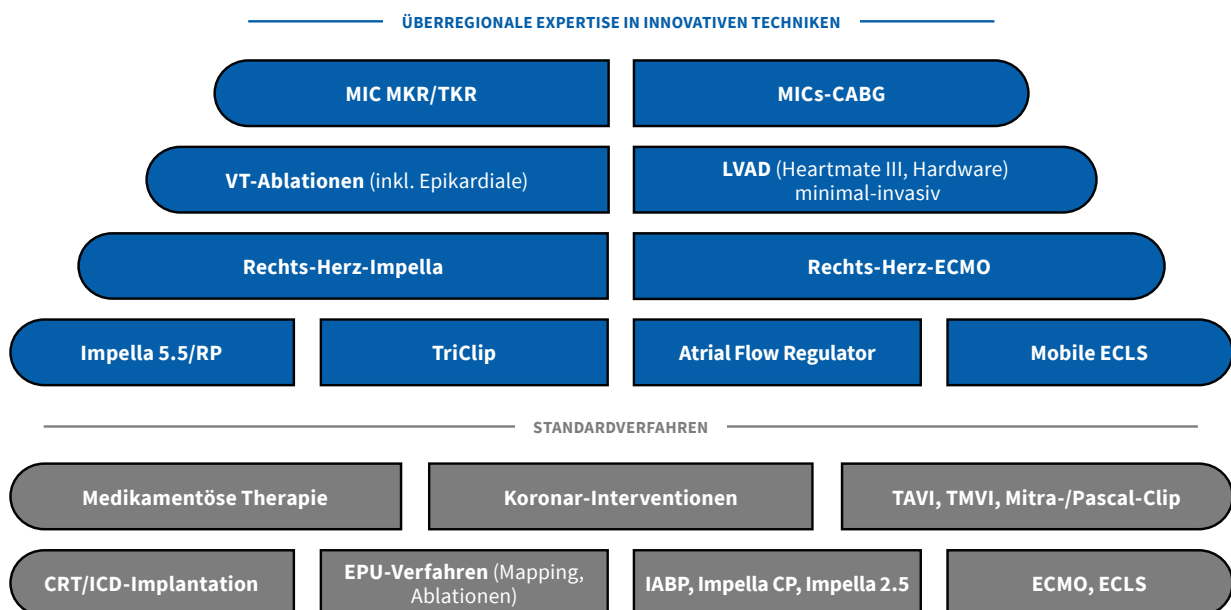 ÜBERREGIONALE EXPERTISE IN INNOVATIVEN TECHNIKEN
MIC MKR/TKR
MICs-CABG
VT-Ablationen (inkl. Epikardiale)
LVAD (Heartmate III, Hardware)
minimal-invasiv
Rechts-Herz-Impella
Rechts-Herz-ECMO
Impella 5.5/RP
TriClip
Atrial Flow Regulator
Mobile ECLS
STANDARDVERFAHREN
Medikamentöse Therapie
Koronar-Interventionen
TAVI, TMVI, Mitra-/Pascal-Clip
CRT/ICD-Implantation
EPU-Verfahren (Mapping,
Ablationen)
IABP, Impella CP, Impella 2.5
ECMO, ECLS